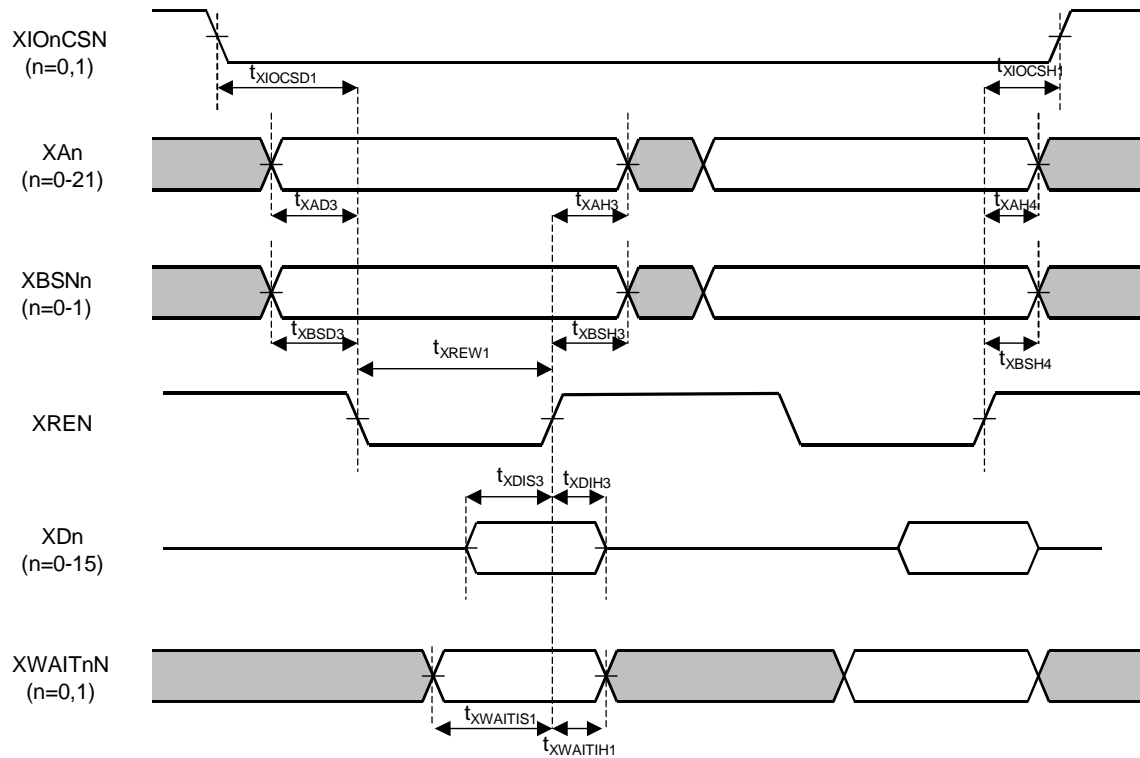 XIOnCSN
(n=0,1)
tXIOCSD1
tXIOCSH1
XAn
(n=0-21)
tXAD3
tXAH3
tXAH4
XBSNn
(n=0-1)
tXBSD3
tXREW1
tXBSH3
tXBSH4
XREN
tXDIS3
tXDIH3
XDn
(n=0-15)
XWAITnN
(n=0,1)
tXWAITIS1
tXWAITIH1